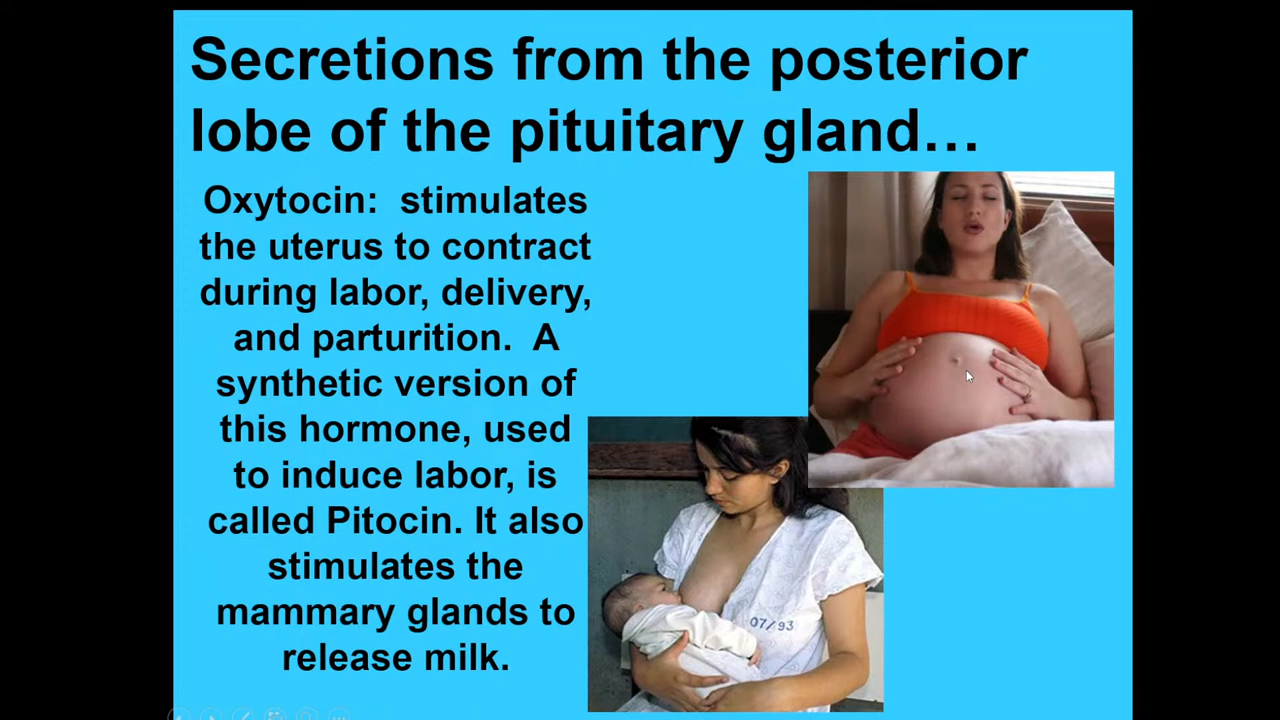 Secretions from the posterior
lobe of the pituitary gland…
Oxytocin:  stimulates
the uterus to contract
during labor, delivery,
and parturition.  A
synthetic version of
this hormone, used
to induce labor, is
called Pitocin. It also
stimulates the
mammary glands to
release milk.
07/93